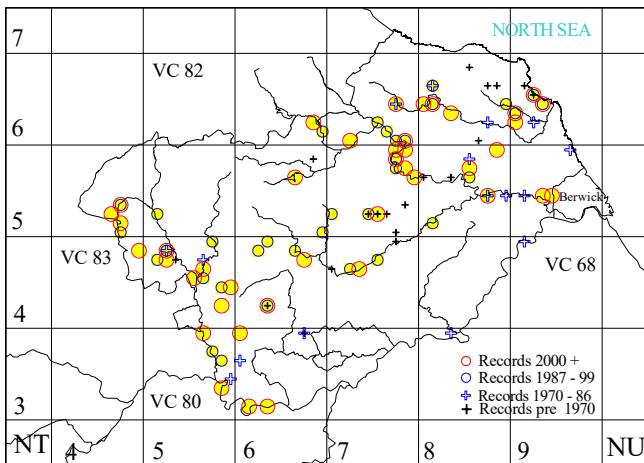 7
NORTH SEA
VC 82
6
Berwick
5
VC 83
VC 68
4
Records 2000 +
Records 1987 - 99
Records 1970 - 86
Records pre 1970
VC 80
3
NT 4 5 6 7 8 9 NU